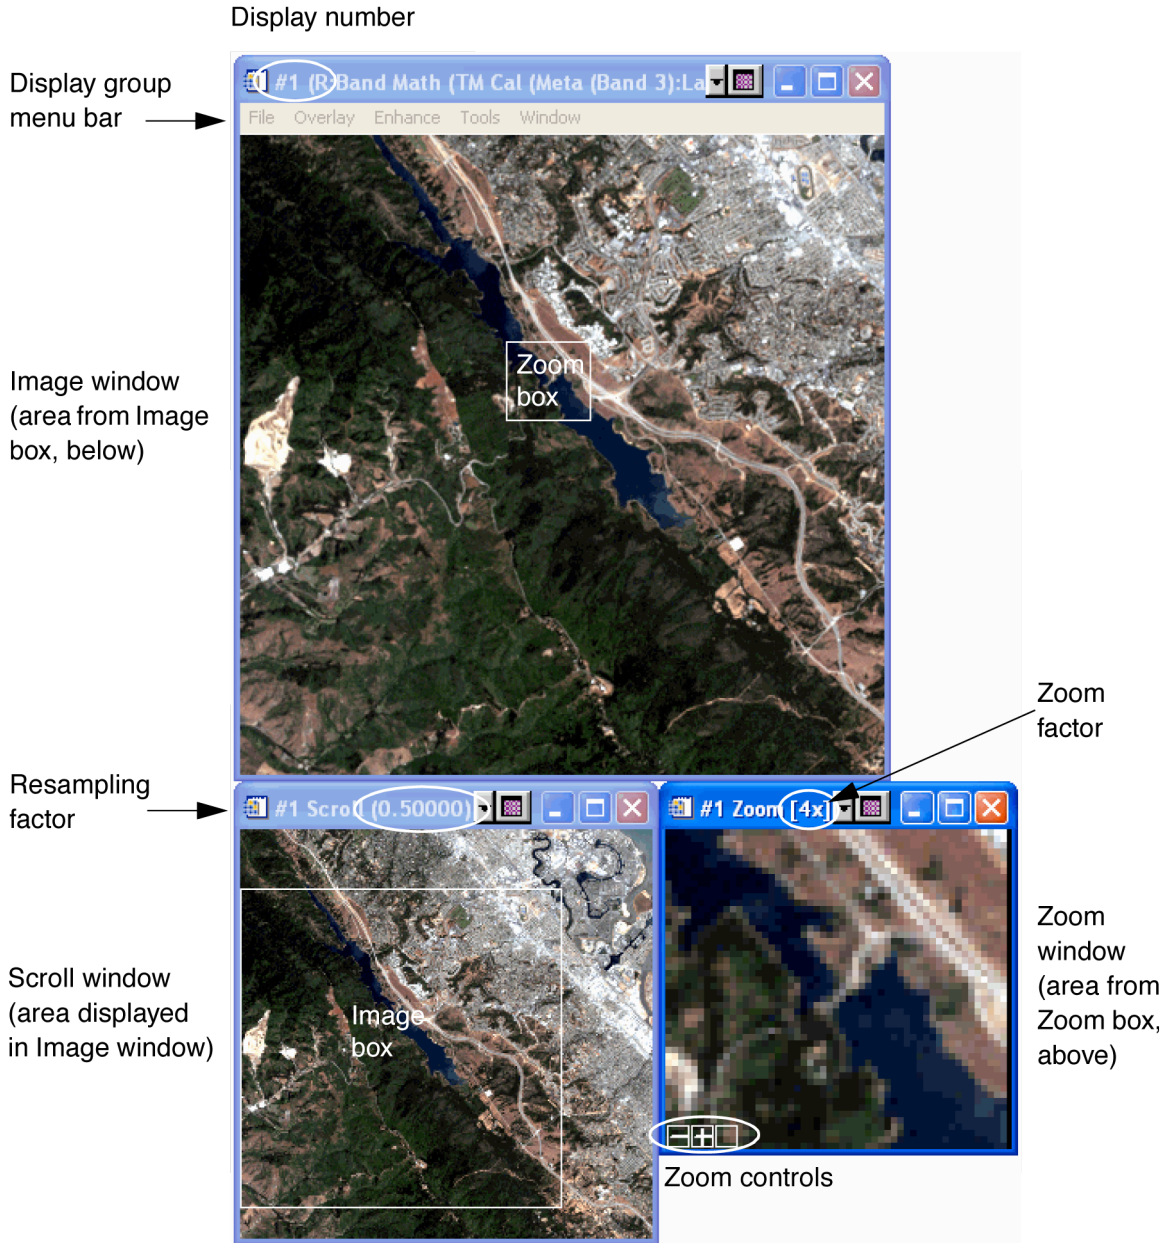 Display number
Display group
menu bar
#1 (R:Band Math (TM Cal (Meta (Band 3):La
File Overlay Enhance Tools Window
Image window
(area from Image
box, below)
Zoom
box
Zoom
factor
Resampling
factor
#1 Scroll (0.50000)
#1 Zoom [4x]
Scroll window
(area displayed
in Image window)
Image
box
Zoom
window
(area from
Zoom box,
above)
Zoom controls